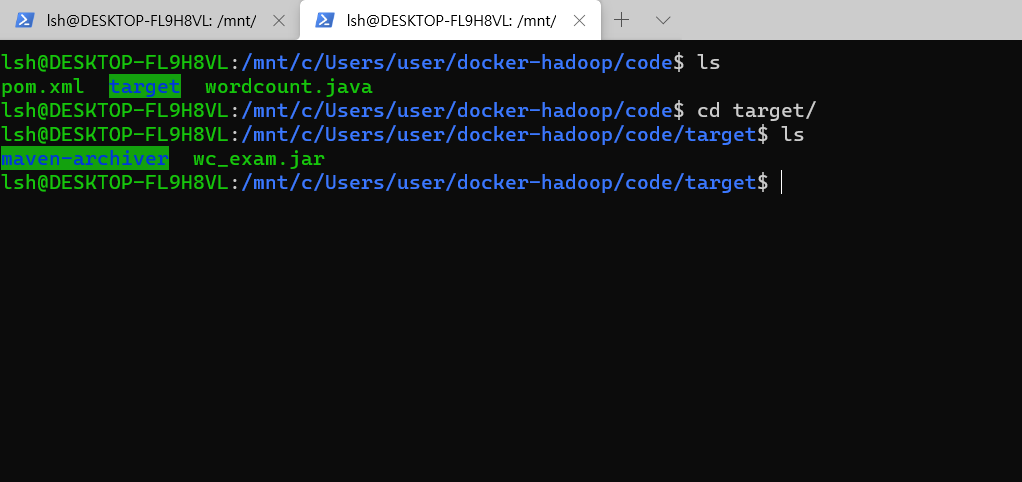 lsh@DESKTOP-FL9H8VL: /mnt/ lsh@DESKTOP-FL9H8VL: /mnt/
lsh@DESKTOP-FL9H8VL:/mnt/c/Users/user/docker-hadoop/code$ ls
pom.xml  target  wordcount.java
lsh@DESKTOP-FL9H8VL:/mnt/c/Users/user/docker-hadoop/code$ cd target/
lsh@DESKTOP-FL9H8VL:/mnt/c/Users/user/docker-hadoop/code/target$ ls
maven-archiver  wc_exam.jar
lsh@DESKTOP-FL9H8VL:/mnt/c/Users/user/docker-hadoop/code/target$